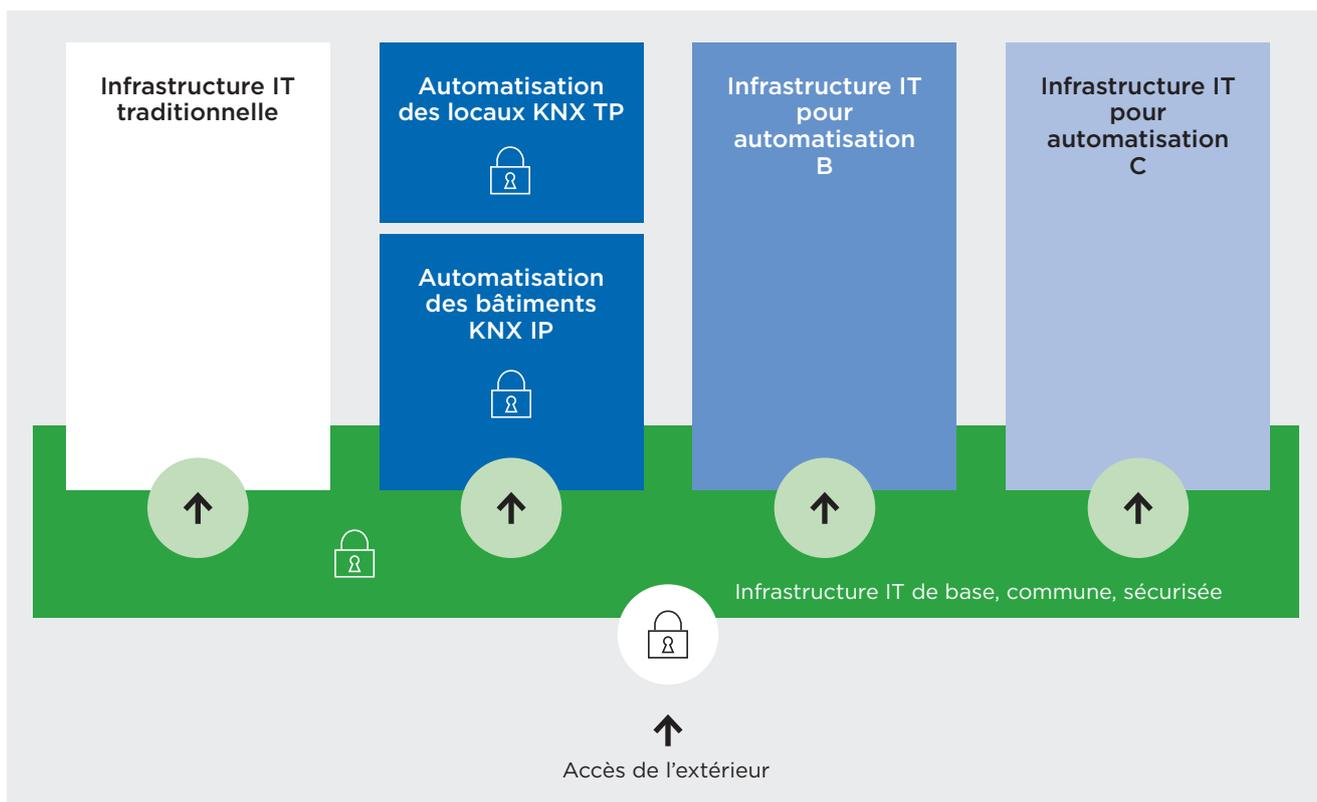 Infrastructure IT
traditionnelle
Automatisation
des locaux KNX TP
Automatisation
des bâtiments
KNX IP
Infrastructure IT
pour
automatisation
B
Infrastructure IT
pour
automatisation
C
Infrastructure IT de base, commune, sécurisée
Accès de l’extérieur